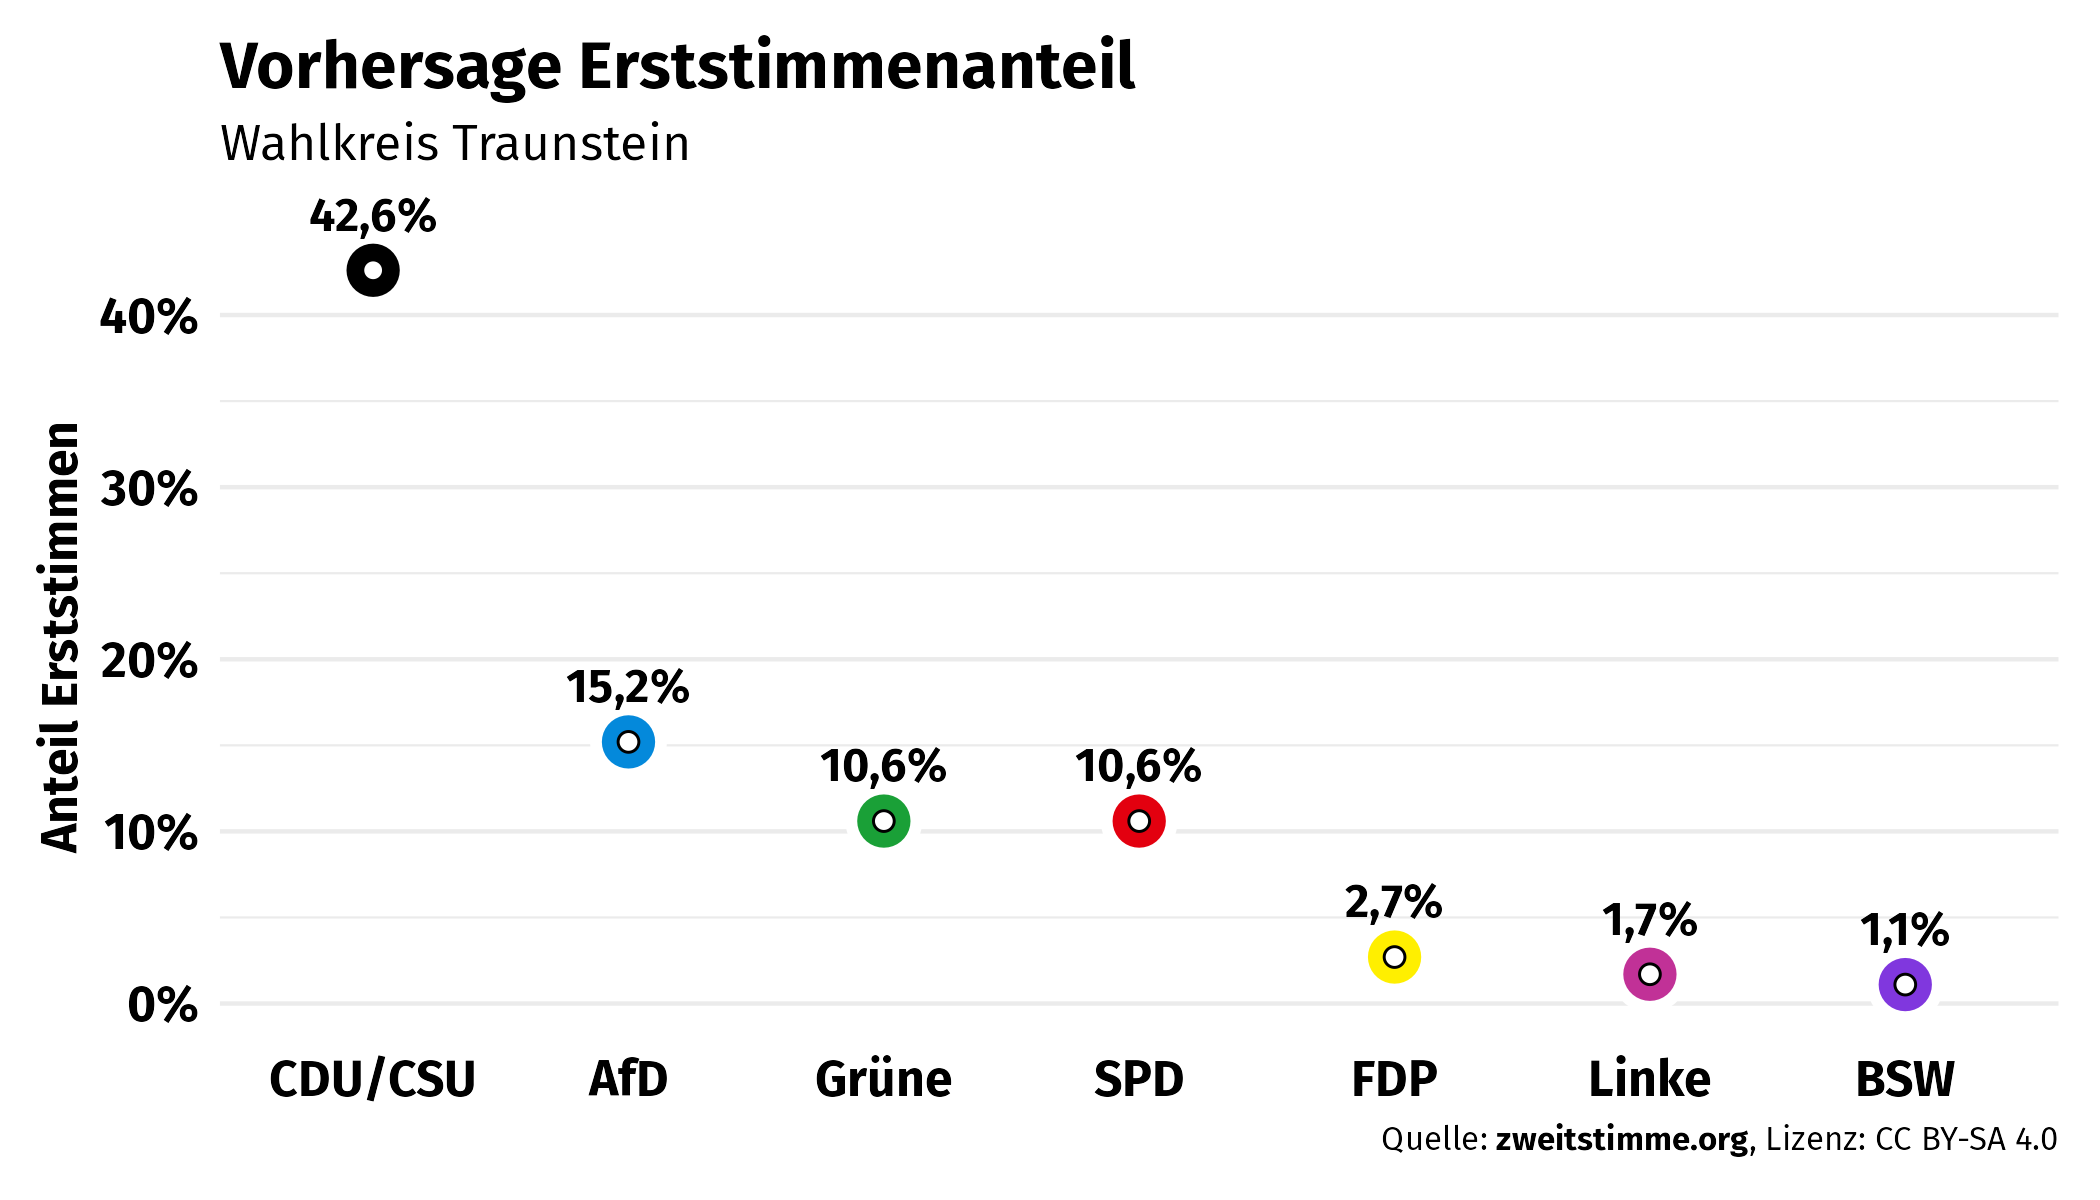 Vorhersage Erststimmenanteil
Wahlkreis Traunstein
Anteil Erststimmen
40%
30%
20%
10%
0%
42,6%
15,2%
10,6%
10,6%
2,7%
1,7%
1,1%
CDU/CSU
AfD
Grüne
SPD
FDP
Linke
BSW
Quelle: zweitstimme.org, Lizenz: CC BY-SA 4.0